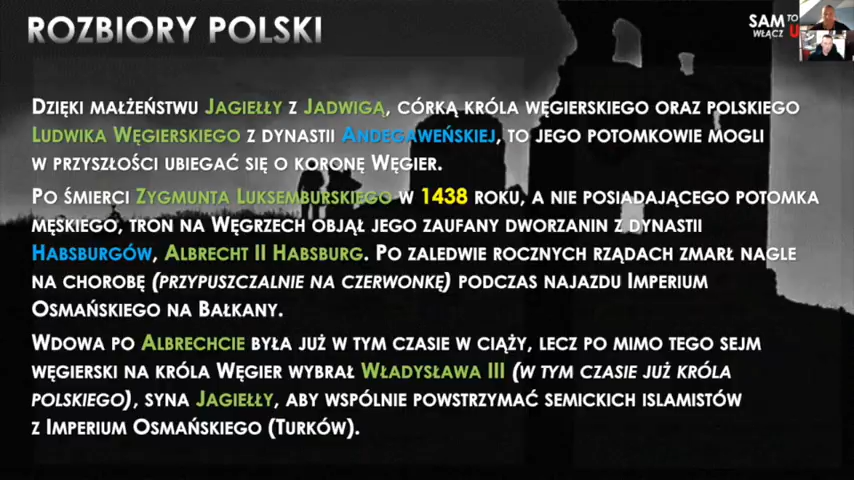 ROZBIORY POLSKI
SAM TO
WŁĄCZ U
DZIĘKI MAŁŻEŃSTWU JAGIEŁŁY Z JADWIGĄ, CÓRKĄ KRÓLA WĘGIERSKIEGO ORAZ POLSKIEGO
LUDWIKA WĘGIERSKIEGO Z DYNASTII ANDEGAWEŃSKIEJ, TO JEGO POTOMKOWIE MOGLI
W PRZYSZŁOŚCI UBIEGAĆ SIĘ O KORONĘ WĘGIER.
PO ŚMIERCI ZYGMUNTA LUKSEMBURSKIEGO W 1438 ROKU, A NIE POSIADAJĄCEGO POTOMKA
MĘSKIEGO, TRON NA WĘGRZECH OBJĄŁ JEGO ZAUFANY DWORZANIN Z DYNASTII
HABSBURGÓW, ALBRECHT II HABSBURG. PO ZALEDWIE ROCZNYCH RZĄDACH ZMARŁ NAGLE
NA CHOROBĘ (PRZYPUSZCZALNIE NA CZERWONKĘ) PODCZAS NAJAZDU IMPERIUM
OSMAŃSKIEGO NA BAŁKANY.
WDOWA PO ALBRECHCIE BYŁA JUŻ W TYM CZASIE W CIĄŻY, LECZ PO MIMO TEGO SEJM
WĘGIERSKI NA KRÓLA WĘGIER WYBRAŁ WŁADYSŁAWA III (W TYM CZASIE JUŻ KRÓLA
POLSKIEGO), SYNA JAGIEŁŁY, ABY WSPÓLNIE POWSTRZYMAĆ SEMICKICH ISLAMISTÓW
Z IMPERIUM OSMAŃSKIEGO (TURKÓW).